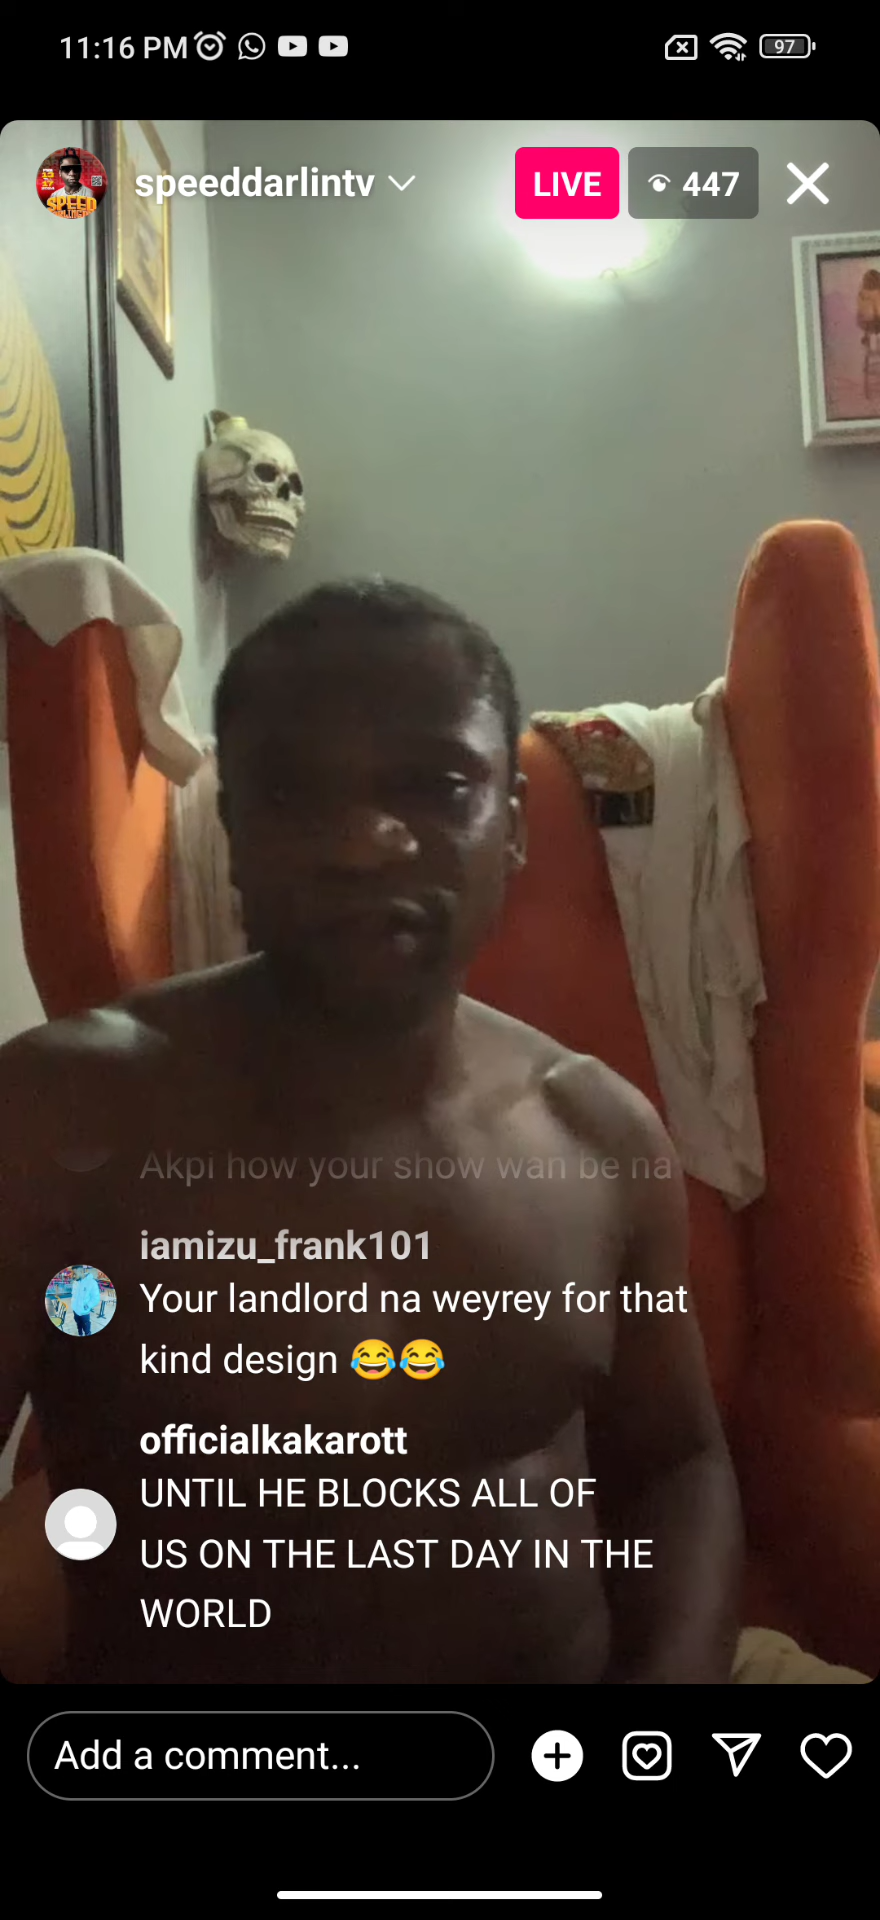 11:16 PM
97
speeddarlintv
LIVE
447
SPEED
Akpi how your show wan be na
iamizu_frank101
Your landlord na weyrey for that
kind design 😂😂
officialkakarott
UNTIL HE BLOCKS ALL OF
US ON THE LAST DAY IN THE
WORLD
Add a comment...